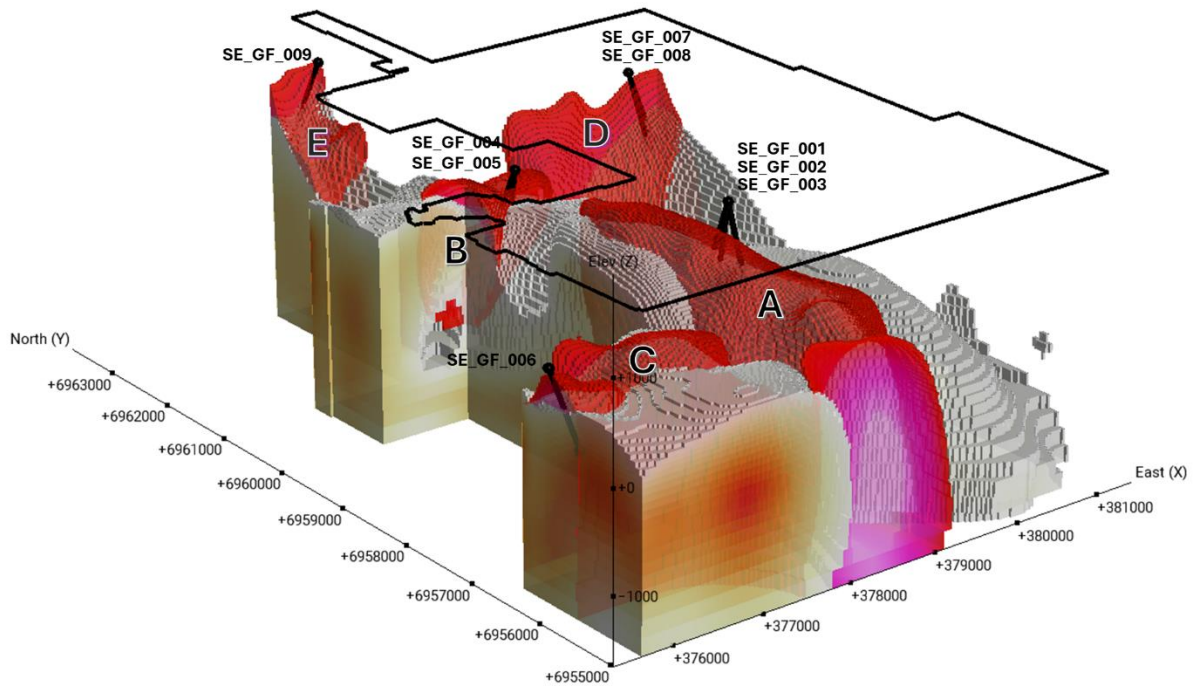 SE_GF_007
SE_GF_008
SE_GF_009
E
SE_GF_004
SE_GF_005
D
SE_GF_001
SE_GF_002
SE_GF_003
B
Elev (Z)
A
C
SE_GF_006
+1000
+0
-1000
North (Y)
+6963000
+6962000
+6961000
+6960000
+6959000
+6958000
+6957000
+6956000
+6955000
East (X)
+381000
+380000
+379000
+378000
+377000
+376000